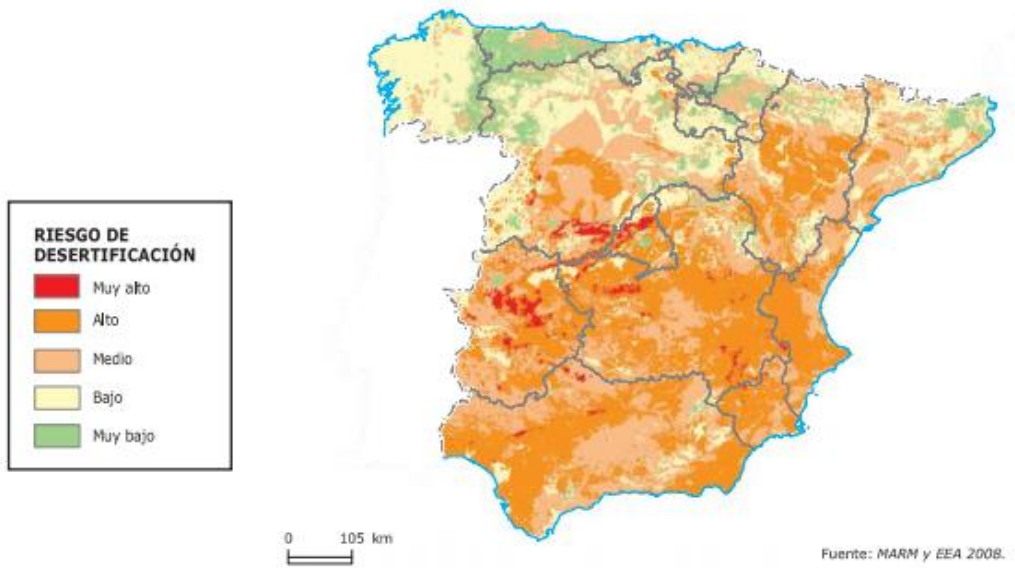 RIESGO DE
DESERTIFICACIÓN
Muy alto
Alto
Medio
Bajo
Muy bajo
0 105 km
Fuente: MARM y EEA 2008.